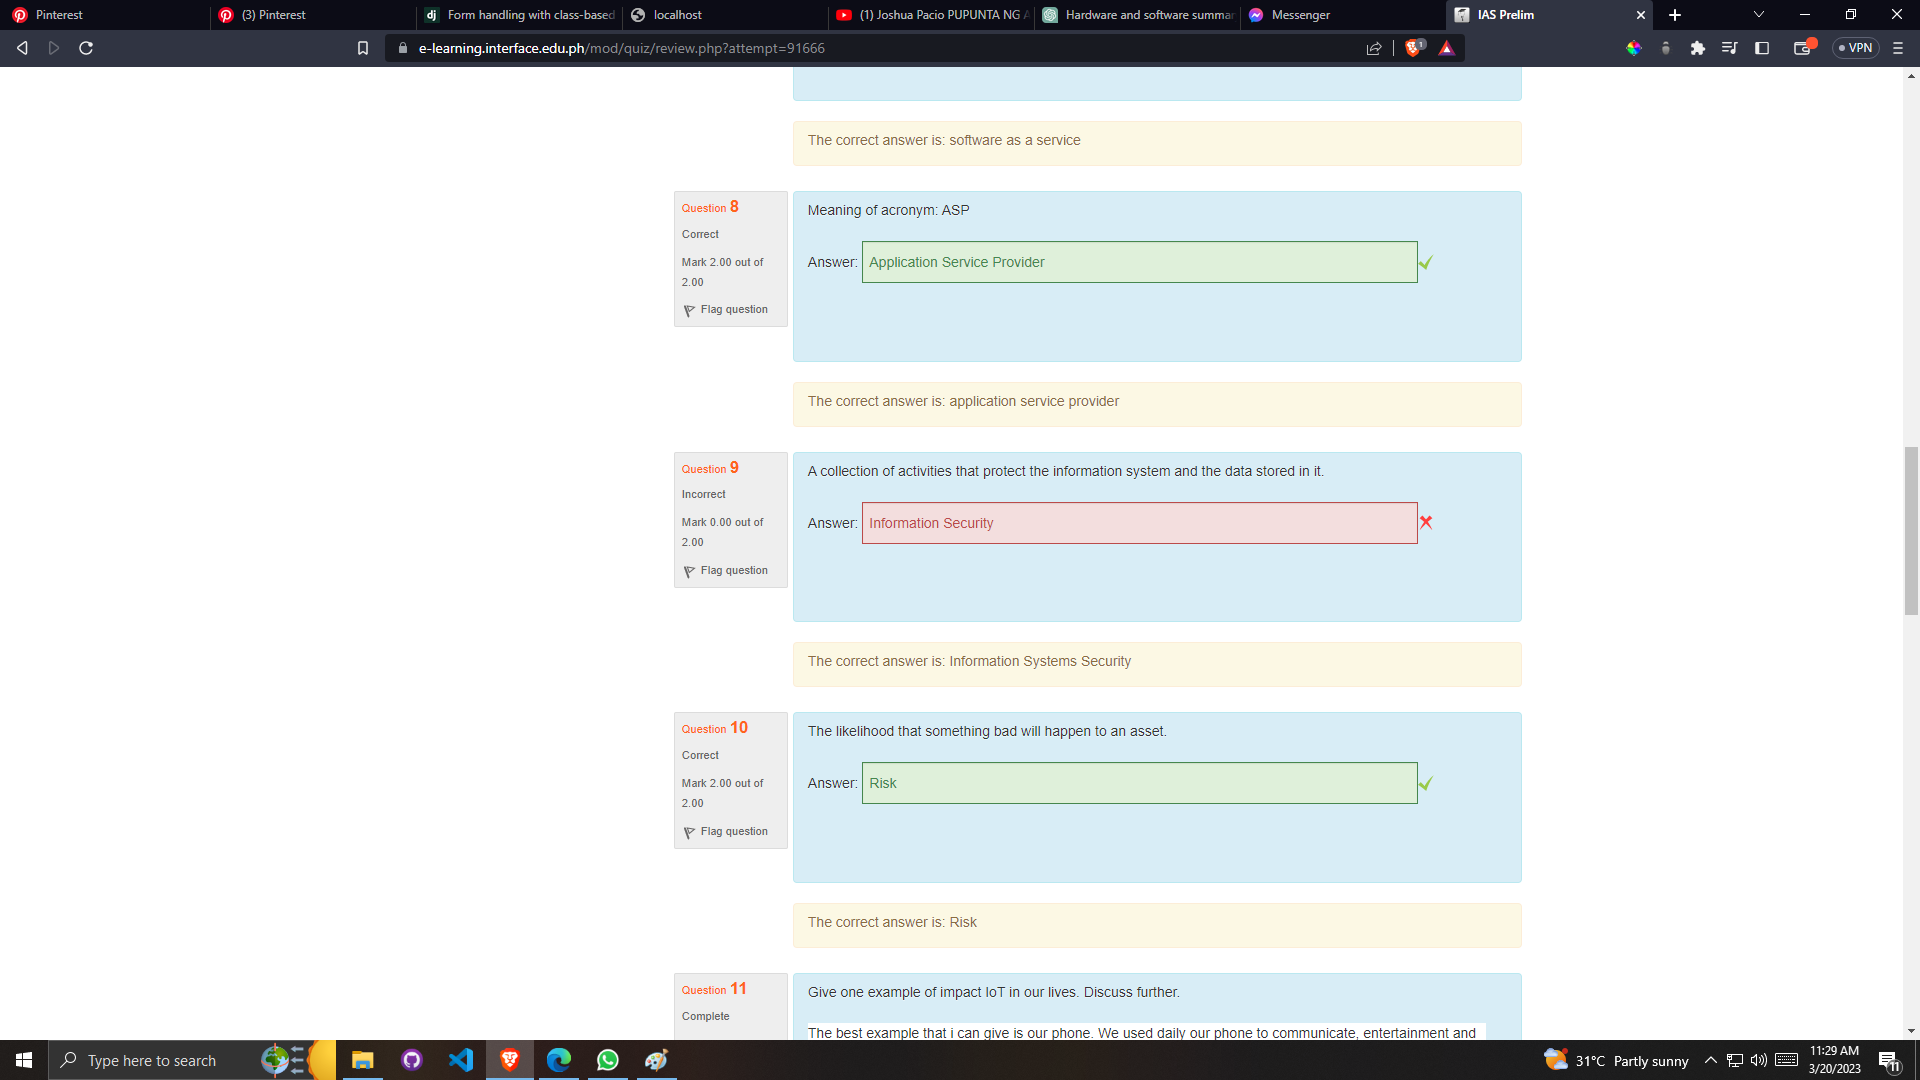 Pinterest
(3) Pinterest
Form handling with class-based
localhost
(1) Joshua Pacio PUPUNTA NG A
Hardware and software summar
Messenger
IAS Prelim
e-learning.interface.edu.ph/mod/quiz/review.php?attempt=91666
1
VPN
The correct answer is: software as a service
Question 8
Correct
Mark 2.00 out of
2.00
Flag question
Meaning of acronym: ASP
Answer: Application Service Provider
The correct answer is: application service provider
Question 9
Incorrect
Mark 0.00 out of
2.00
Flag question
A collection of activities that protect the information system and the data stored in it.
Answer: Information Security
The correct answer is: Information Systems Security
Question 10
Correct
Mark 2.00 out of
2.00
Flag question
The likelihood that something bad will happen to an asset.
Answer: Risk
The correct answer is: Risk
Question 11
Complete
Give one example of impact IoT in our lives. Discuss further.
The best example that i can give is our phone. We used daily our phone to communicate, entertainment and
Type here to search
31°C Partly sunny
11:29 AM
3/20/2023
11